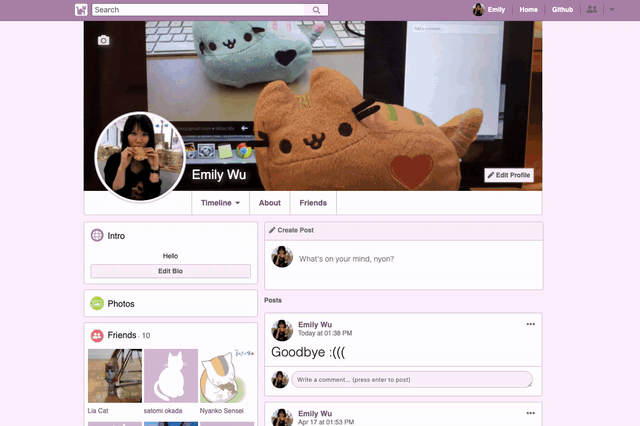 Search
Emily
Home
Github
Emily Wu
Edit Profile
Timeline
About
Friends
Intro
Hello
Edit Bio
Photos
Friends · 10
Lia Cat
satomi okada
Nyanko Sensei
Create Post
What's on your mind, nyon?
Posts
Emily Wu
Today at 01:38 PM
Goodbye :(((
Write a comment... (press enter to post)
Emily Wu
Apr 17 at 01:53 PM